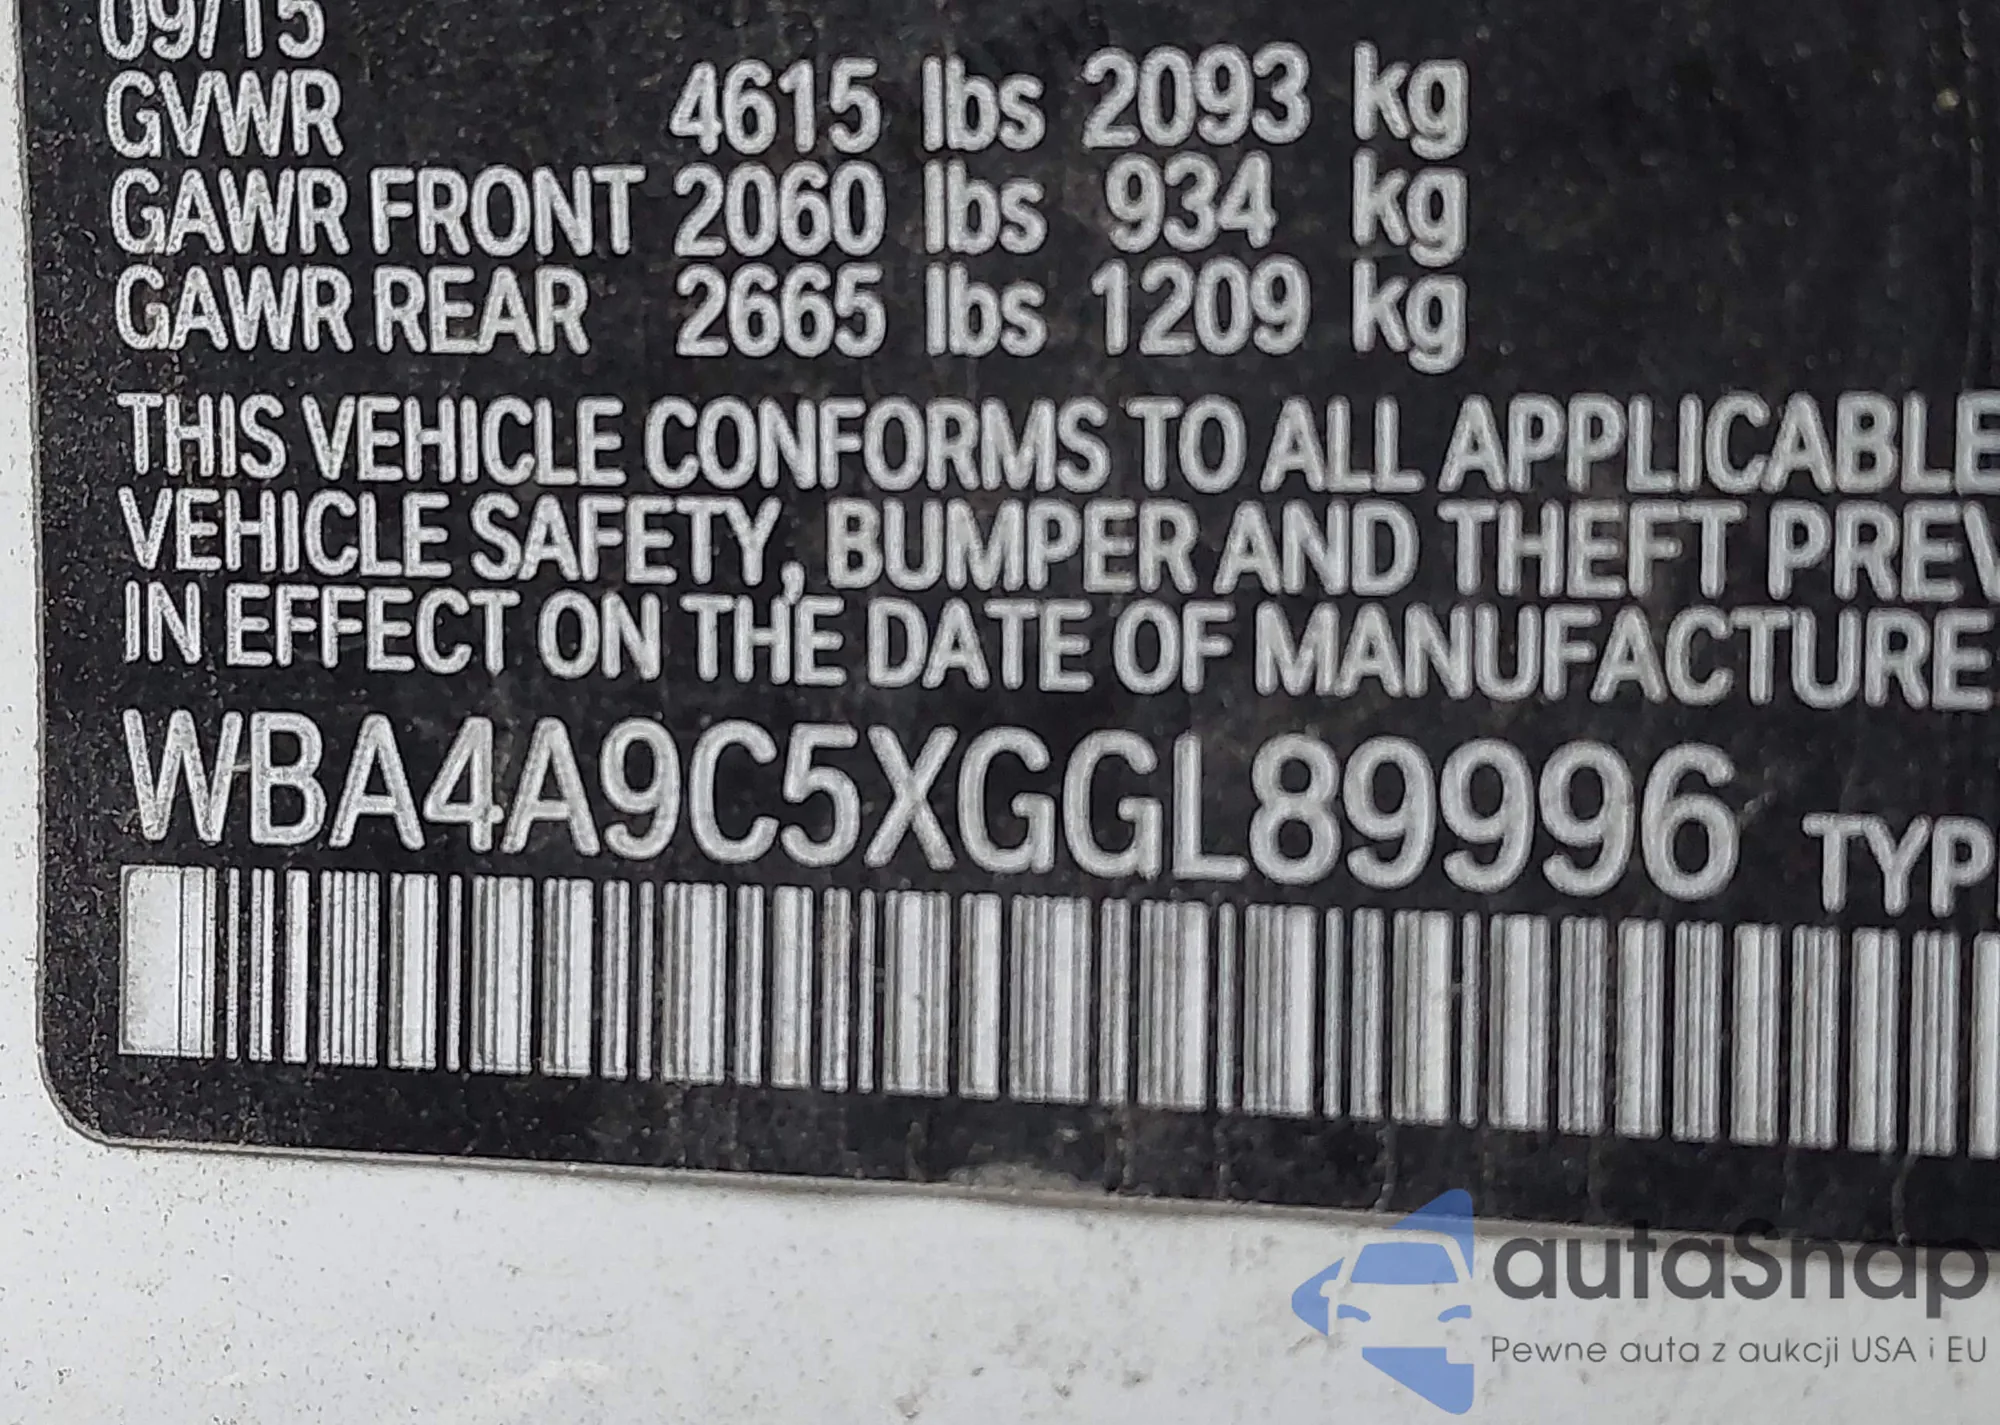 09/15
GVWR 4615 lbs 2093 kg
GAWR FRONT 2060 lbs 934 kg
GAWR REAR 2665 lbs 1209 kg
THIS VEHICLE CONFORMS TO ALL APPLICABLE
VEHICLE SAFETY, BUMPER AND THEFT PREV
IN EFFECT ON THE DATE OF MANUFACTURE
WBA4A9C5XGGL89996 TYP
autaSnap
Pewne auta z aukcji USA i EU